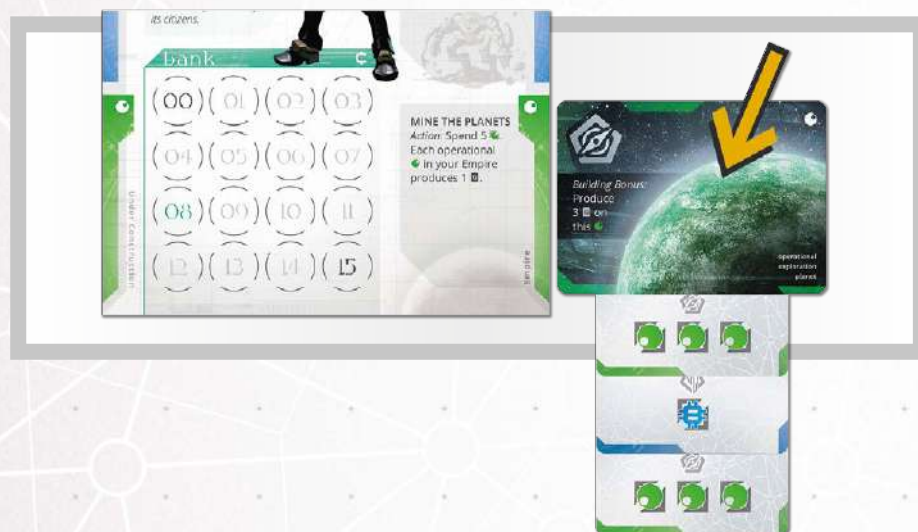 its citizens.
bank
00 01 02 03
04 05 06 07
08 09 10 11
12 13 14 15
Under Construction
MINE THE PLANETS
Action: Spend 5
Each operational
in your Empire
produces 1
Empire
Building Bonus:
Produce
3 on
this
operational
exploration
planet